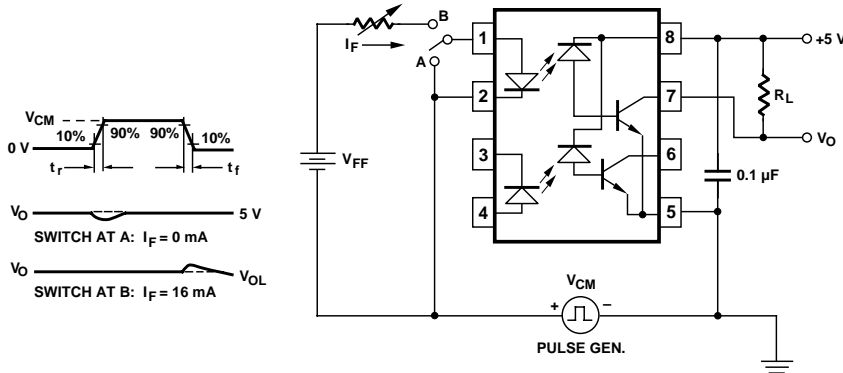 V_CM
10%
90%
90%
10%
0 V
t_r
t_f
V_O
5 V
SWITCH AT A: I_F = 0 mA
V_O
V_OL
SWITCH AT B: I_F = 16 mA
B
I_F
A
V_FF
1
2
3
4
8
7
6
5
+5 V
R_L
V_O
0.1 µF
V_CM
+
–
PULSE GEN.